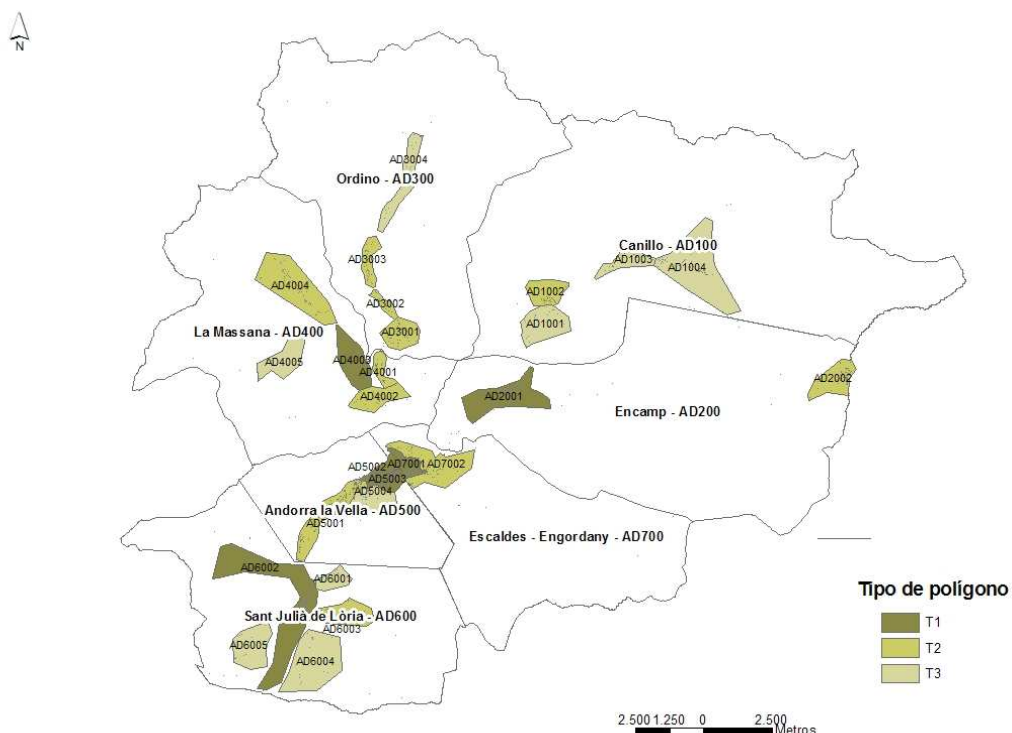 N
AD3004
Ordino - AD300
Canillo - AD100
AD1003
AD1004
AD3003
AD4004
AD1002
AD3002
AD1001
AD3001
La Massana - AD400
AD4005
AD4003
AD4001
AD4002
AD2002
AD2001
Encamp - AD200
AD5002
AD7001
AD7002
AD5003
AD5004
Andorra la Vella - AD500
AD5001
Escaldes - Engordany - AD700
AD6002
AD6001
Sant Julià de Lòria - AD600
AD6003
AD6005
AD6004
Tipo de polígono
T1
T2
T3
2.500 1.250 0 2.500
Metros